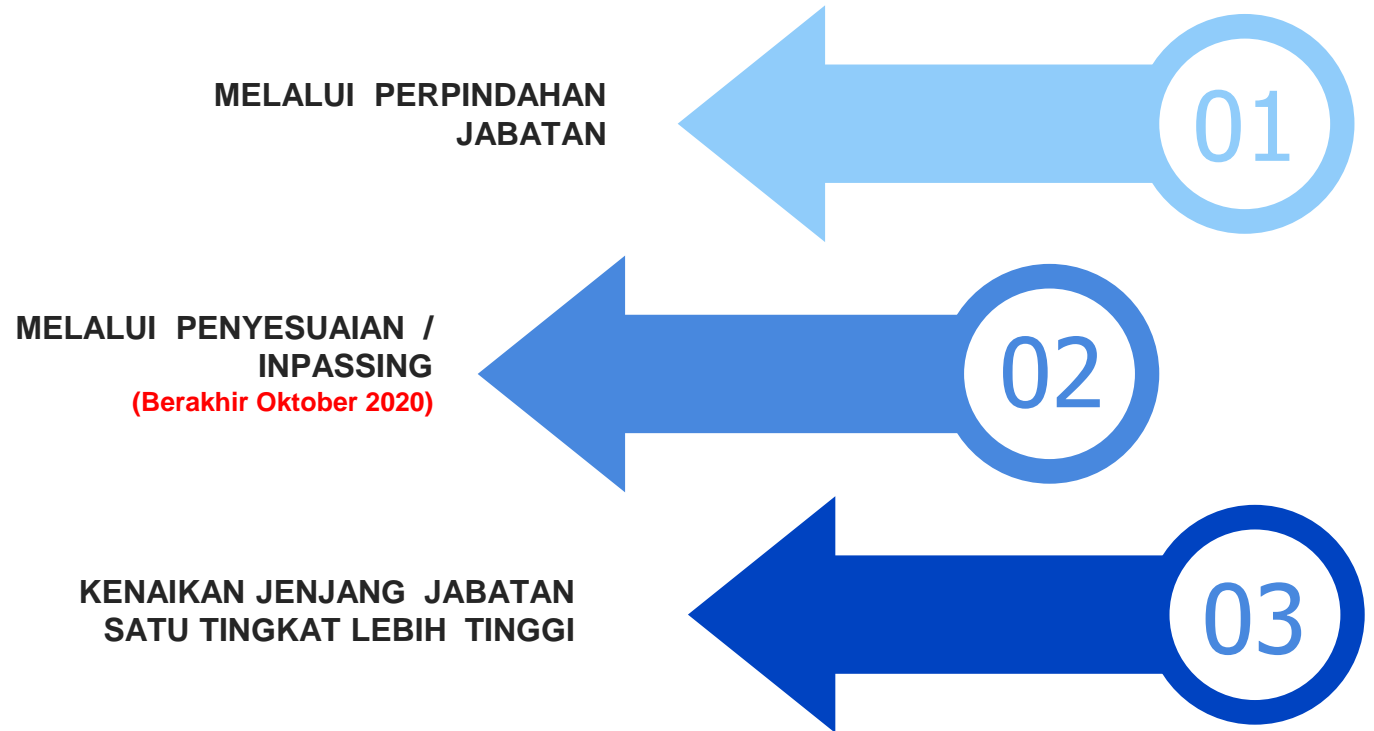 MELALUI PERPINDAHAN
JABATAN
01
MELALUI PENYESUAIAN /
INPASSING
(Berakhir Oktober 2020)
02
KENAIKAN JENJANG JABATAN
SATU TINGKAT LEBIH TINGGI
03